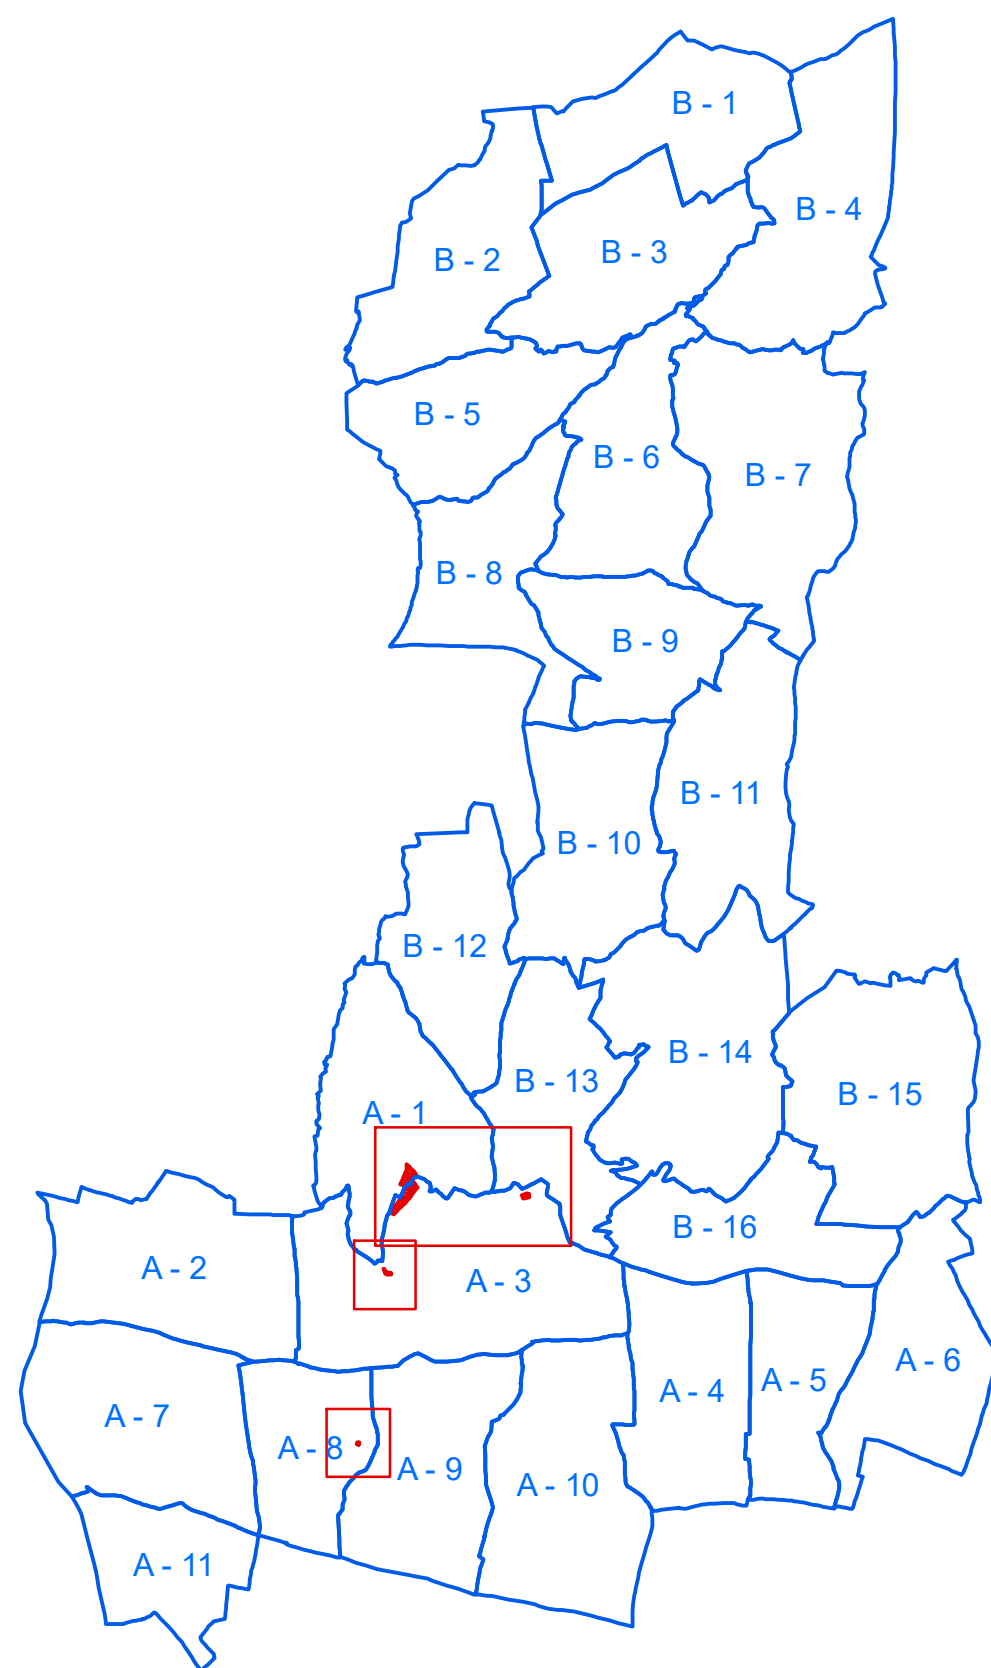 B - 1
B - 4
B - 3
B - 2
B - 5
B - 6
B - 7
B - 8
B - 9
B - 11
B - 10
B - 12
B - 14
B - 13
B - 15
A - 1
B - 16
A - 2
A - 3
A - 6
A - 4
A - 5
A - 7
A - 8
A - 9
A - 10
A - 11